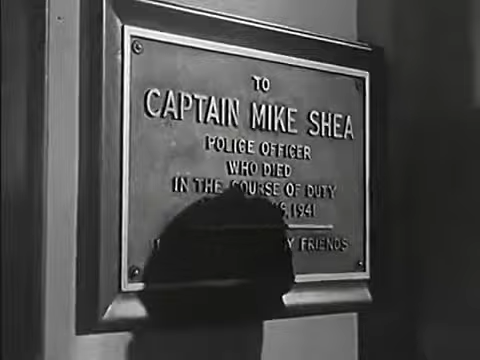 TO
CAPTAIN MIKE SHEA
POLICE OFFICER
WHO DIED
IN THE COURSE OF DUTY
1941
FRIENDS